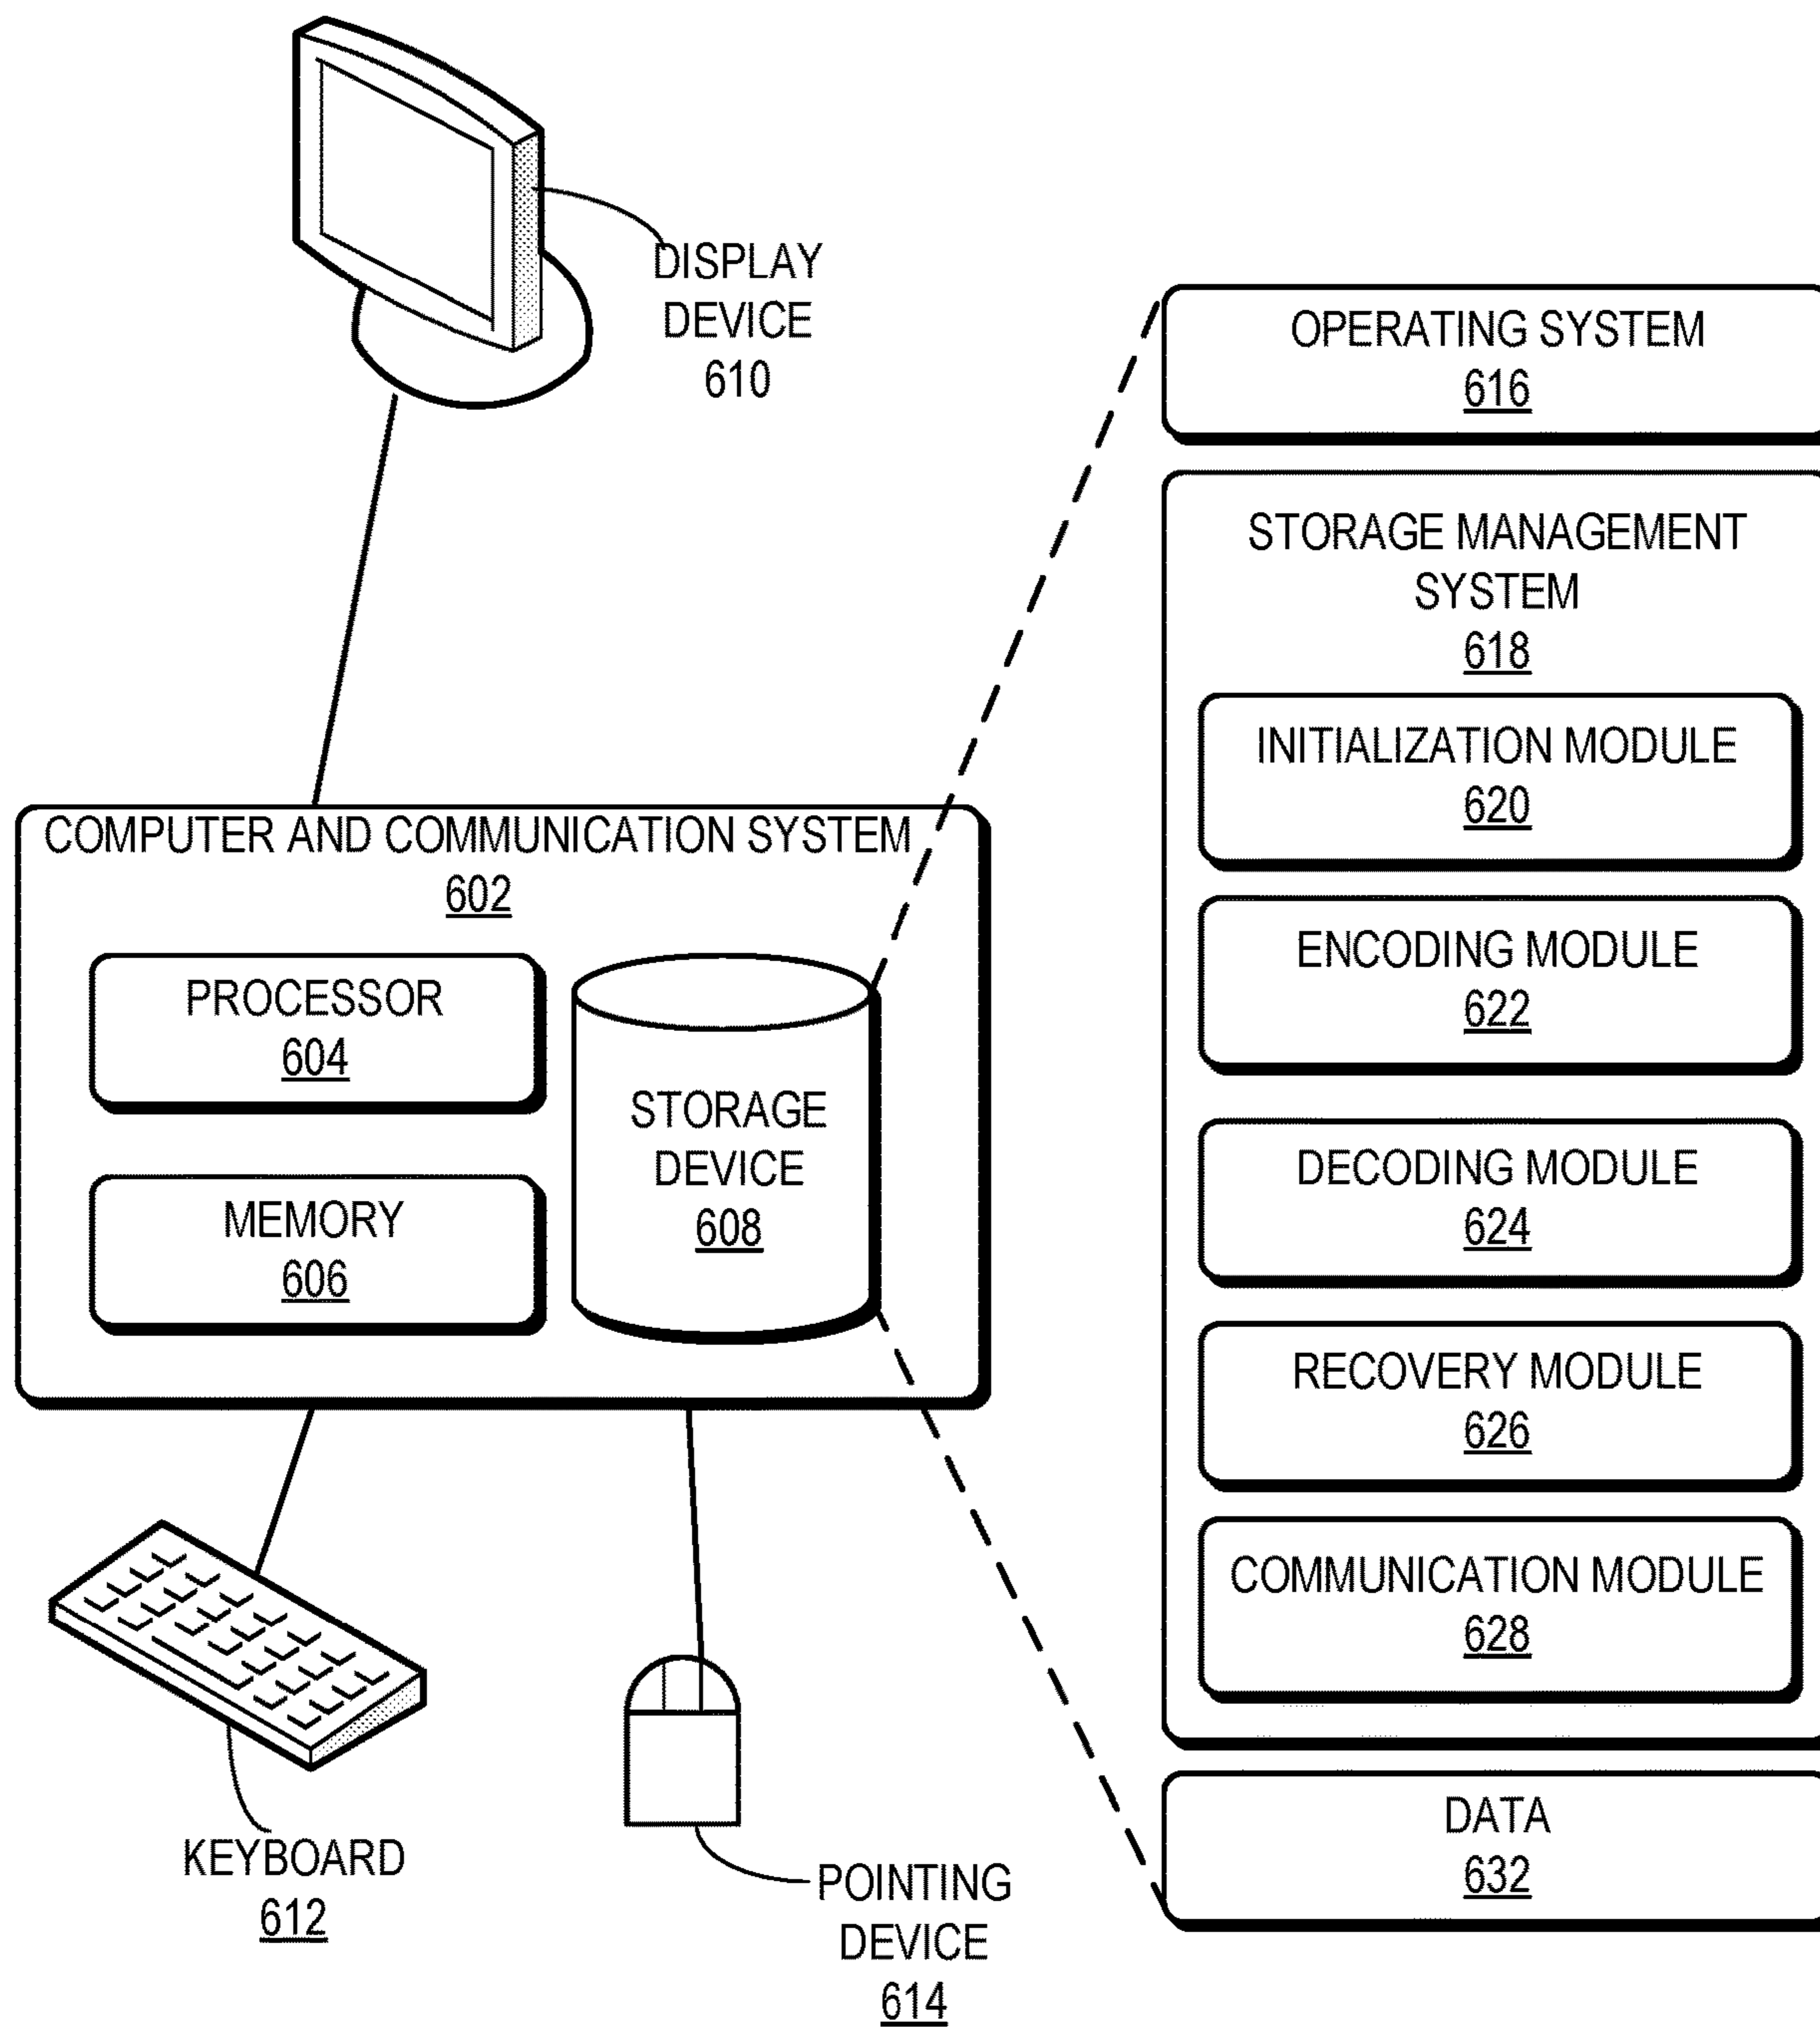 DISPLAY
DEVICE
610
COMPUTER AND COMMUNICATION SYSTEM
602
PROCESSOR
604
MEMORY
606
STORAGE
DEVICE
608
KEYBOARD
612
POINTING
DEVICE
614
OPERATING SYSTEM
616
STORAGE MANAGEMENT
SYSTEM
618
INITIALIZATION MODULE
620
ENCODING MODULE
622
DECODING MODULE
624
RECOVERY MODULE
626
COMMUNICATION MODULE
628
DATA
632